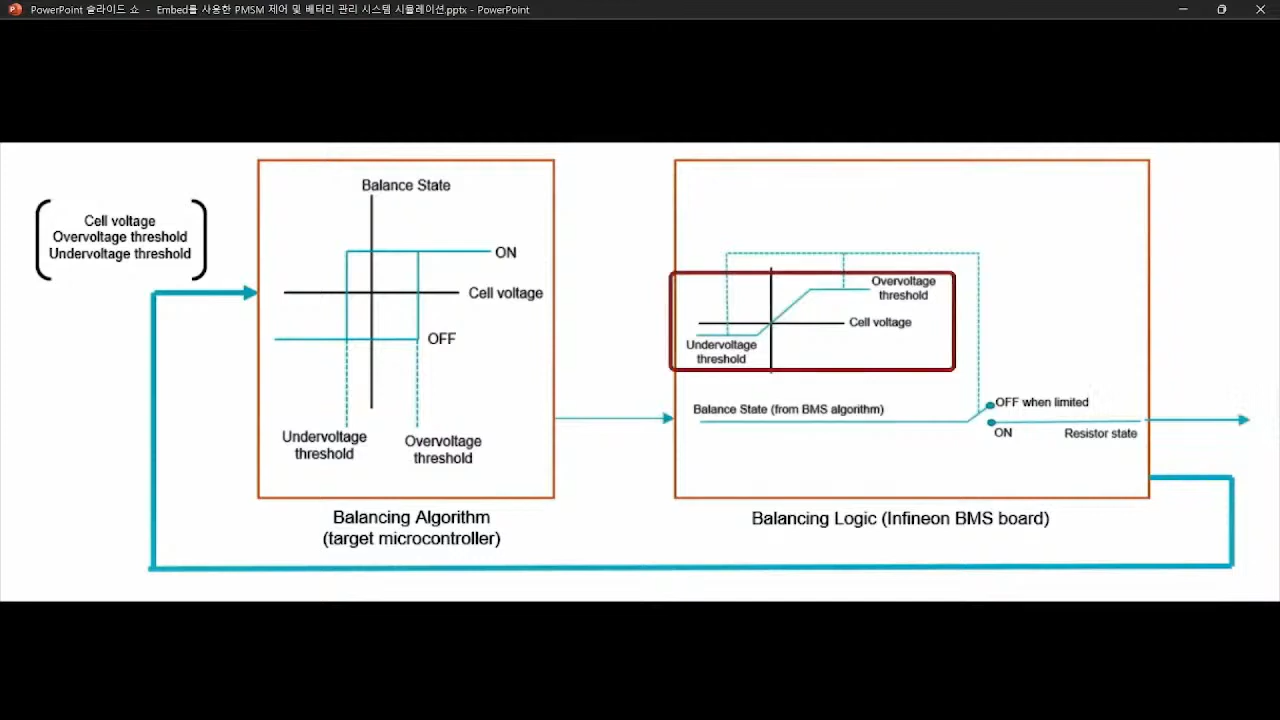 PowerPoint 슬라이드 쇼 - Embed를 사용한 PMSM 제어 및 배터리 관리 시스템 시뮬레이션.pptx - PowerPoint
Cell voltage
Overvoltage threshold
Undervoltage threshold
Balance State
ON
Cell voltage
OFF
Undervoltage
threshold
Overvoltage
threshold
Balancing Algorithm
(target microcontroller)
Overvoltage
threshold
Cell voltage
Undervoltage
threshold
Balance State (from BMS algorithm)
OFF when limited
ON
Resistor state
Balancing Logic (Infineon BMS board)